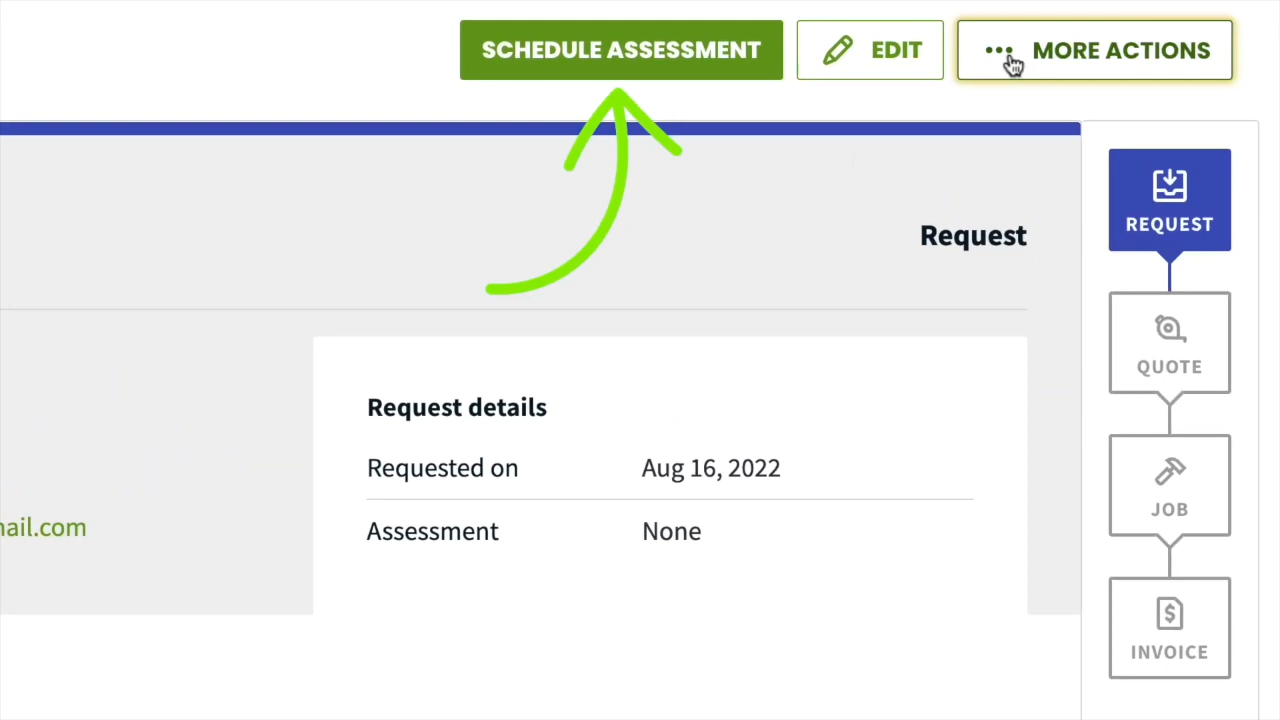 SCHEDULE ASSESSMENT
EDIT
MORE ACTIONS
REQUEST
Request
QUOTE
Request details
Requested on Aug 16, 2022
JOB
Assessment None
ail.com
INVOICE